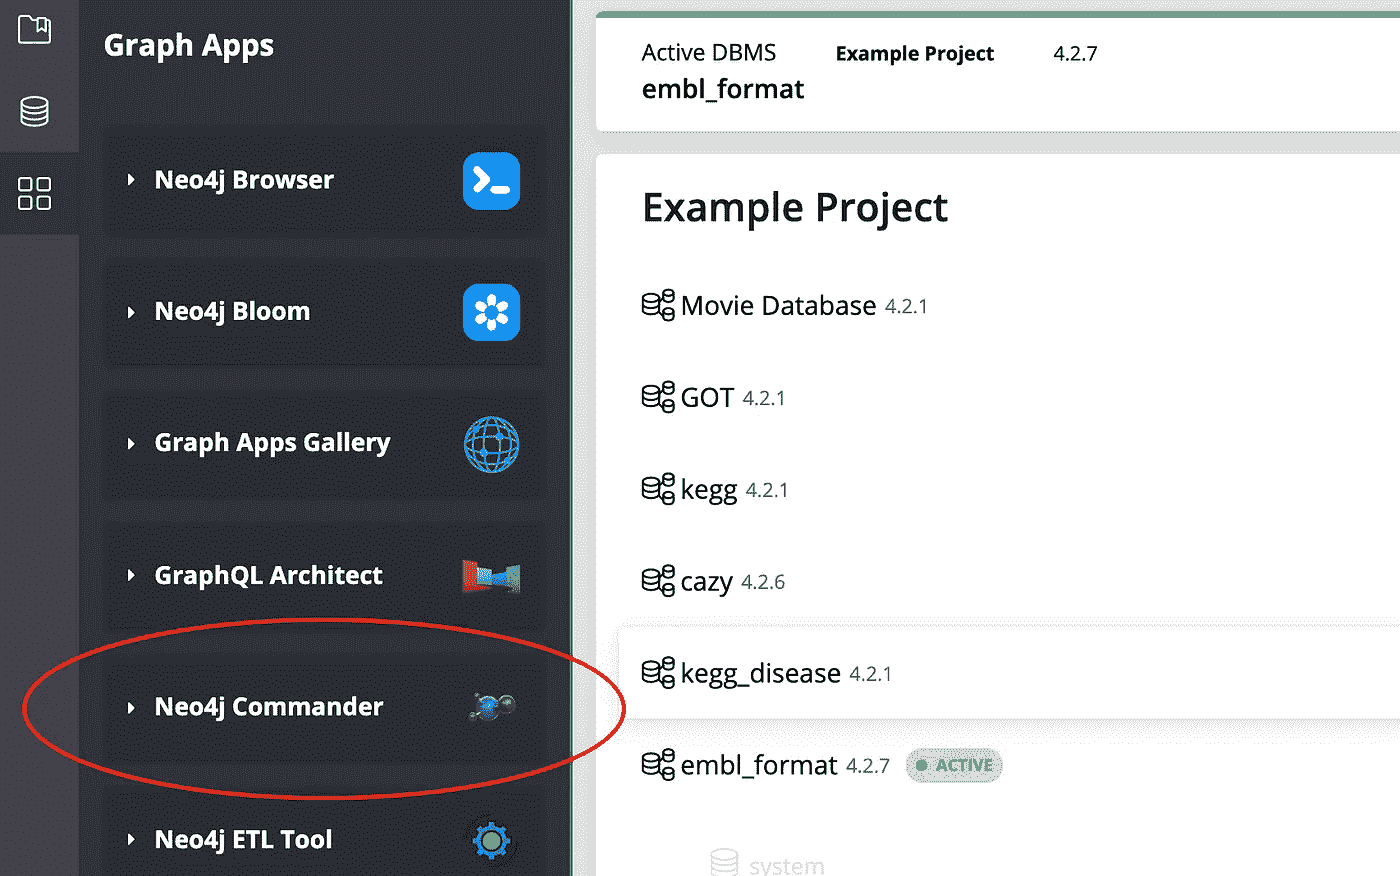 Graph Apps
Neo4j Browser
Neo4j Bloom
Graph Apps Gallery
GraphQL Architect
Neo4j Commander
Neo4j ETL Tool
Active DBMS Example Project 4.2.7
embl_format
Example Project
Movie Database 4.2.1
GOT 4.2.1
kegg 4.2.1
cazy 4.2.6
kegg_disease 4.2.1
embl_format 4.2.7 ACTIVE
system